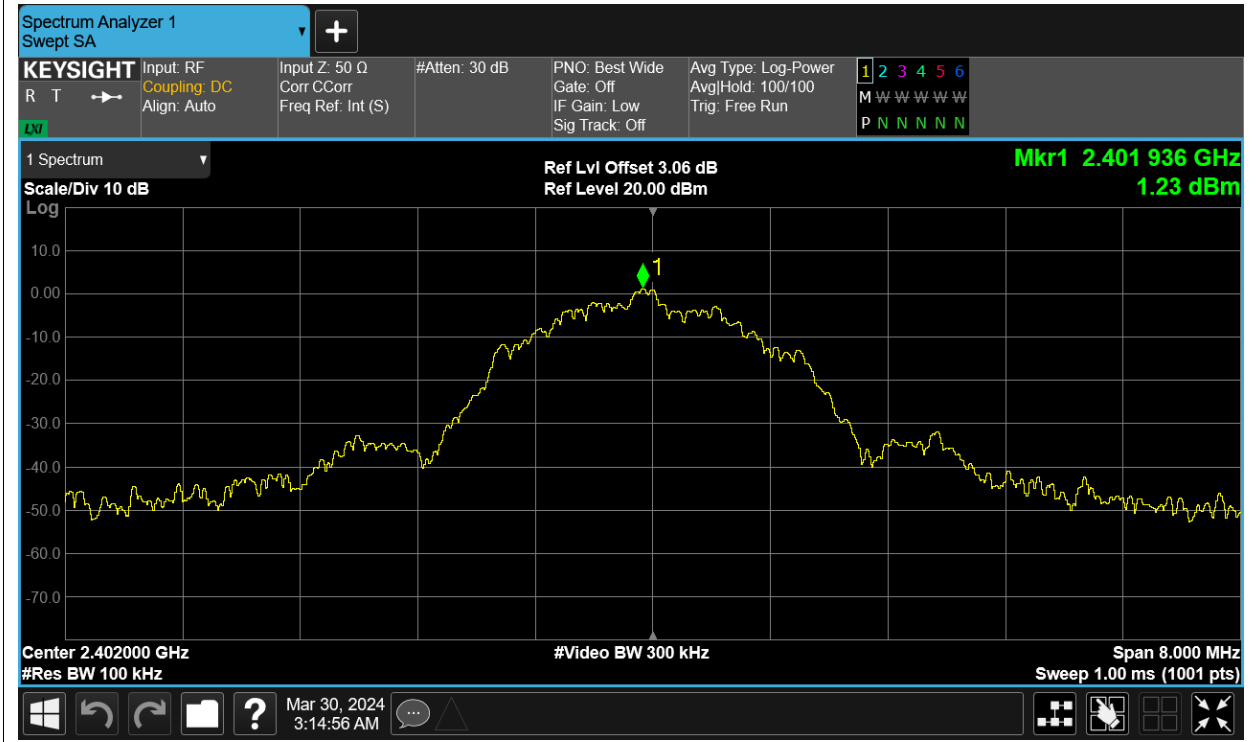 Spectrum Analyzer 1
Swept SA
+
KEYSIGHT
R T
LXI
Input: RF
Coupling: DC
Align: Auto
Input Z: 50 Ω
Corr CCorr
Freq Ref: Int (S)
#Atten: 30 dB
PNO: Best Wide
Gate: Off
IF Gain: Low
Sig Track: Off
Avg Type: Log-Power
Avg|Hold: 100/100
Trig: Free Run
1 2 3 4 5 6
M W W W W W
P N N N N N
1 Spectrum
Scale/Div 10 dB
Log
Ref Lvl Offset 3.06 dB
Ref Level 20.00 dBm
Mkr1 2.401 936 GHz
1.23 dBm
1
10.0
0.00
-10.0
-20.0
-30.0
-40.0
-50.0
-60.0
-70.0
Center 2.402000 GHz
#Res BW 100 kHz
#Video BW 300 kHz
Span 8.000 MHz
Sweep 1.00 ms (1001 pts)
?
Mar 30, 2024
3:14:56 AM